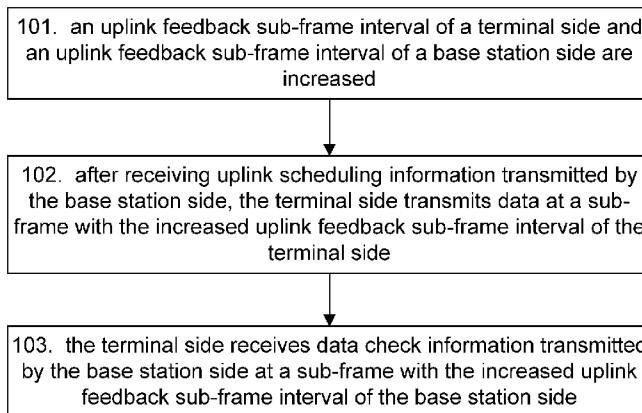 101.  an uplink feedback sub-frame interval of a terminal side and
an uplink feedback sub-frame interval of a base station side are
increased
102.  after receiving uplink scheduling information transmitted by
the base station side, the terminal side transmits data at a sub-
frame with the increased uplink feedback sub-frame interval of the
terminal side
103.  the terminal side receives data check information transmitted
by the base station side at a sub-frame with the increased uplink
feedback sub-frame interval of the base station side